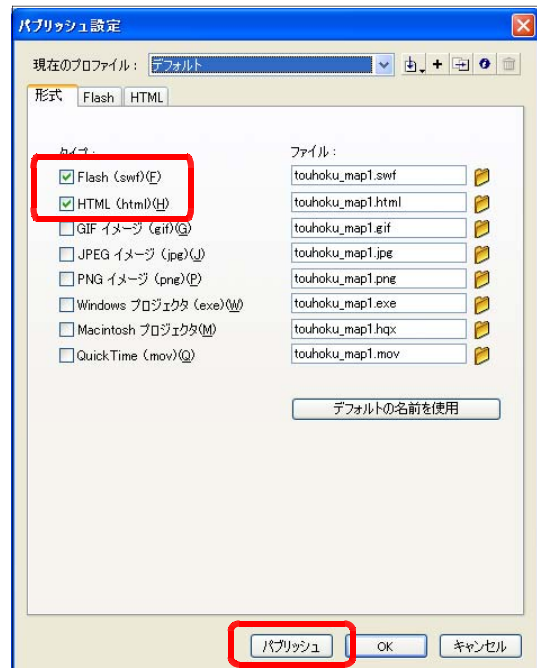 パブリッシュ設定
現在のプロファイル： デフォルト
形式 Flash HTML
タイプ： ファイル：
Flash (swf)(F) touhoku_map1.swf
HTML (html)(H) touhoku_map1.html
GIF イメージ (gif)(G) touhoku_map1.gif
JPEG イメージ (jpg)(J) touhoku_map1.jpg
PNG イメージ (png)(P) touhoku_map1.png
Windows プロジェクタ (exe)(W) touhoku_map1.exe
Macintosh プロジェクタ(M) touhoku_map1.hqx
QuickTime (mov)(Q) touhoku_map1.mov
デフォルトの名前を使用
パブリッシュ OK キャンセル